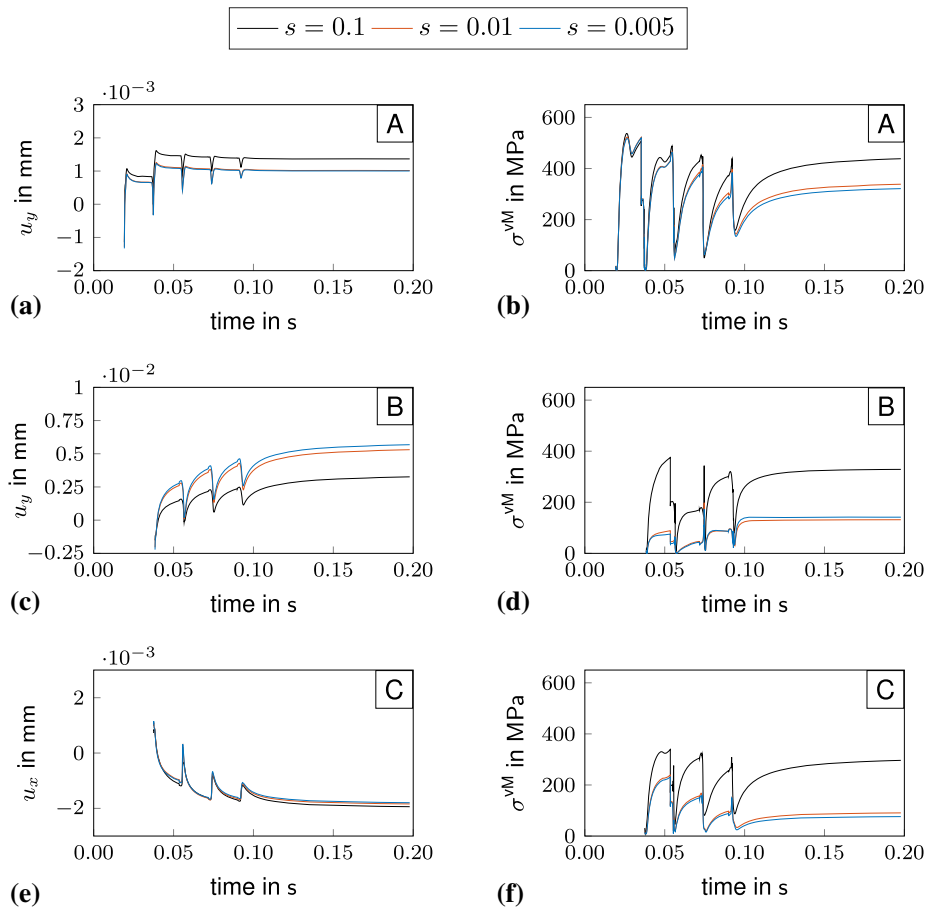 s = 0.1 s = 0.01 s = 0.005
·10⁻³
3
2
1
0
−1
−2
u_y in mm
A
0.00 0.05 0.10 0.15 0.20
time in s
(a)
600
400
200
0
σ^vM in MPa
A
0.00 0.05 0.10 0.15 0.20
time in s
(b)
·10⁻²
1
0.75
0.5
0.25
0
−0.25
u_y in mm
B
0.00 0.05 0.10 0.15 0.20
time in s
(c)
600
400
200
0
σ^vM in MPa
B
0.00 0.05 0.10 0.15 0.20
time in s
(d)
·10⁻³
2
0
−2
u_x in mm
C
0.00 0.05 0.10 0.15 0.20
time in s
(e)
600
400
200
0
σ^vM in MPa
C
0.00 0.05 0.10 0.15 0.20
time in s
(f)